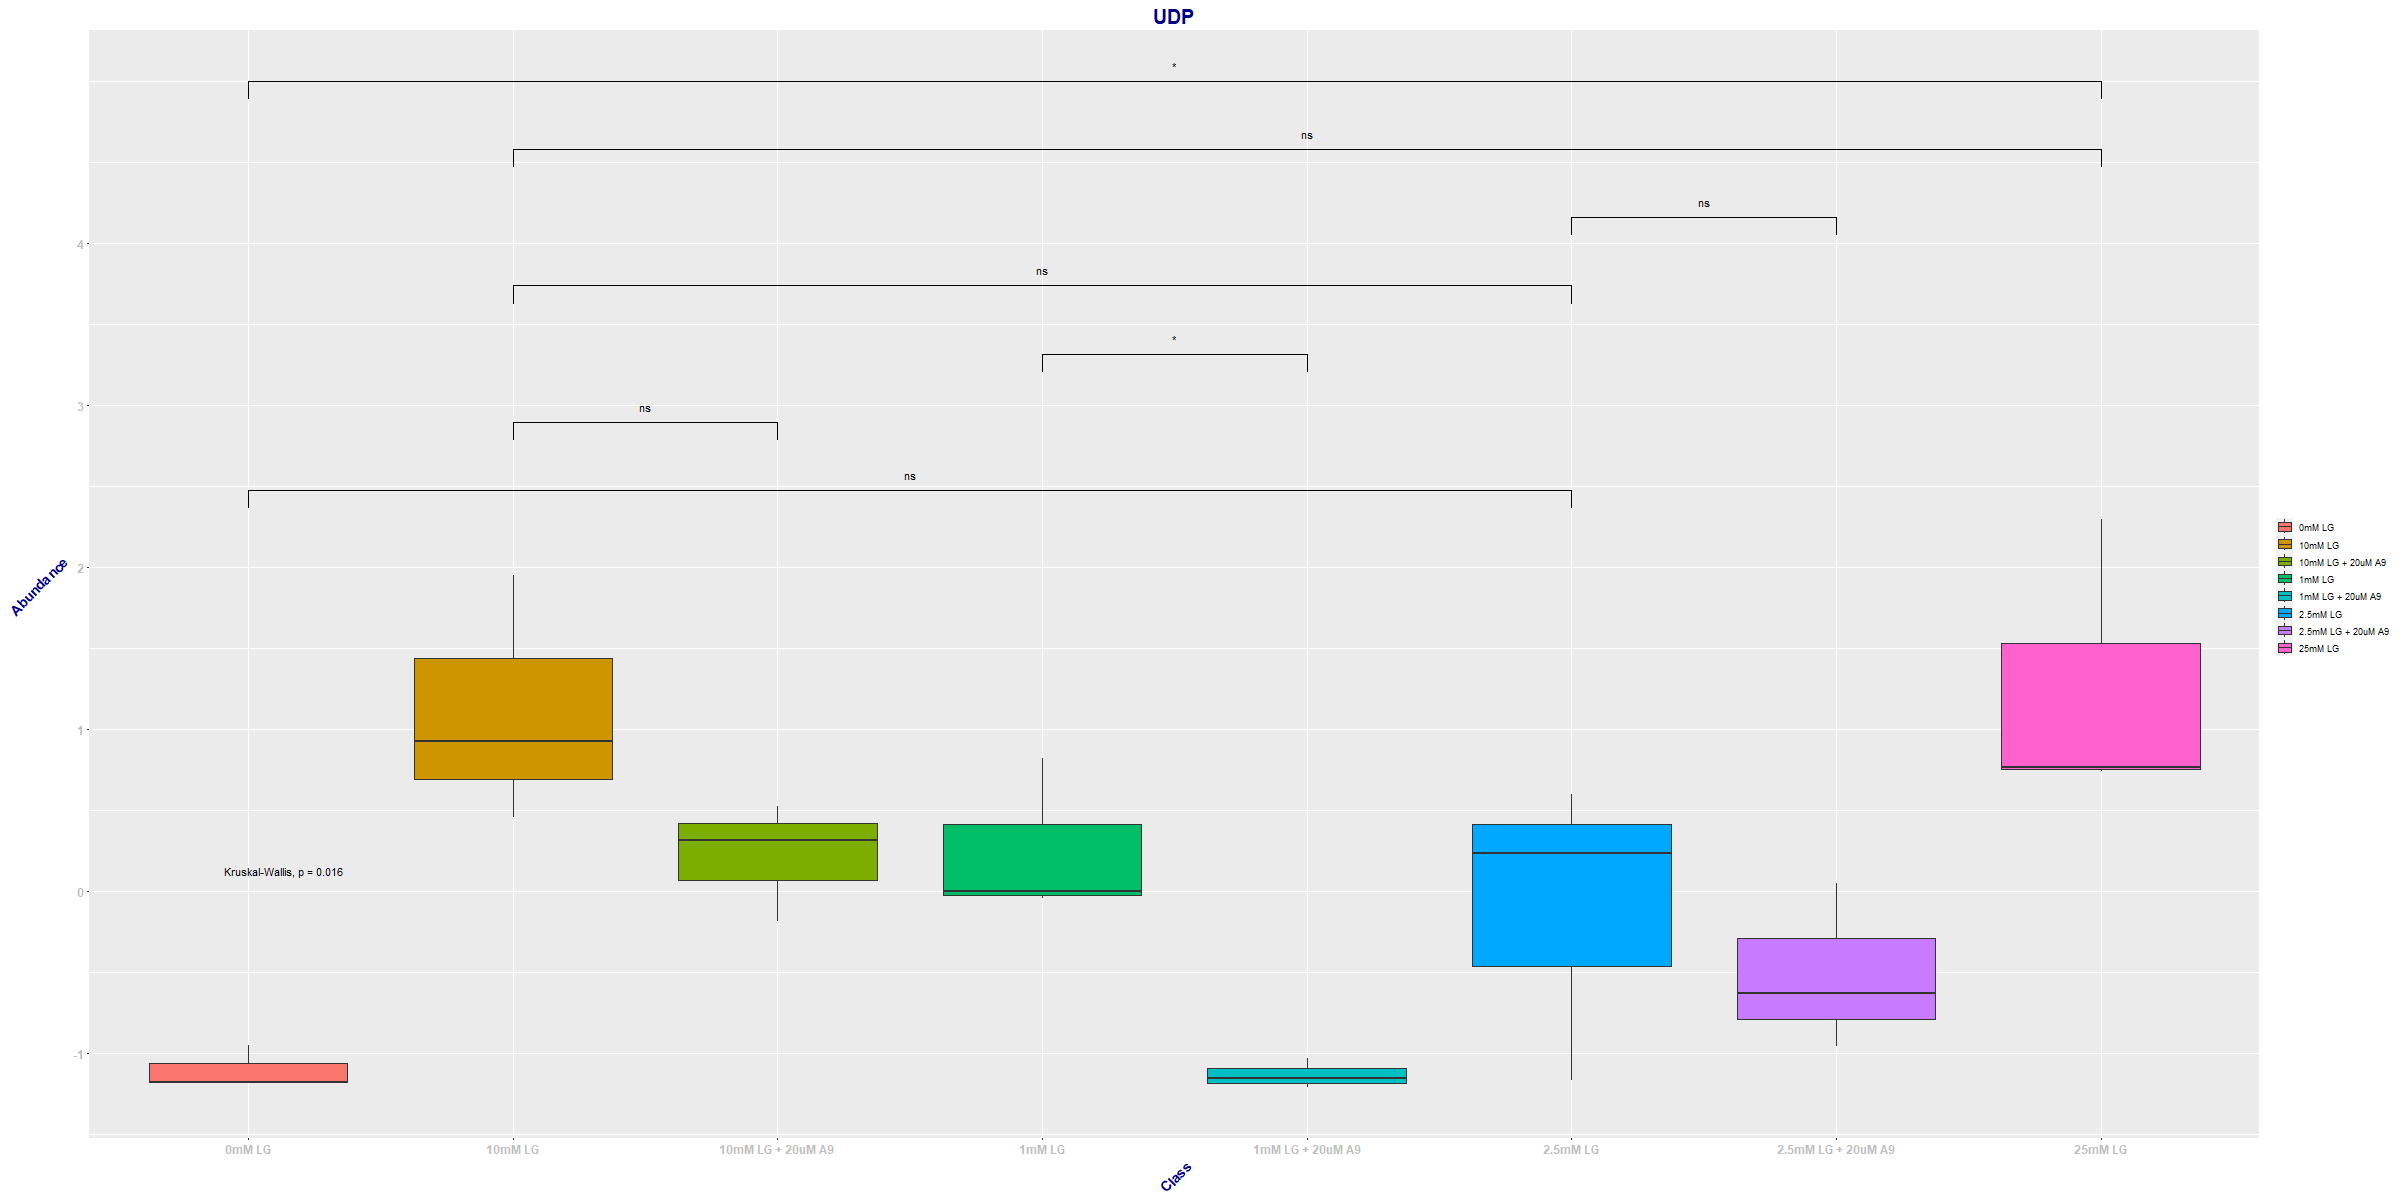 UDP
*
ns
ns
ns
*
ns
ns
4
3
2
1
0
-1
Abundance
Kruskal-Wallis, p = 0.016
0mM LG
10mM LG
10mM LG + 20uM A9
1mM LG
1mM LG + 20uM A9
2.5mM LG
2.5mM LG + 20uM A9
25mM LG
Class
0mM LG
10mM LG
10mM LG + 20uM A9
1mM LG
1mM LG + 20uM A9
2.5mM LG
2.5mM LG + 20uM A9
25mM LG